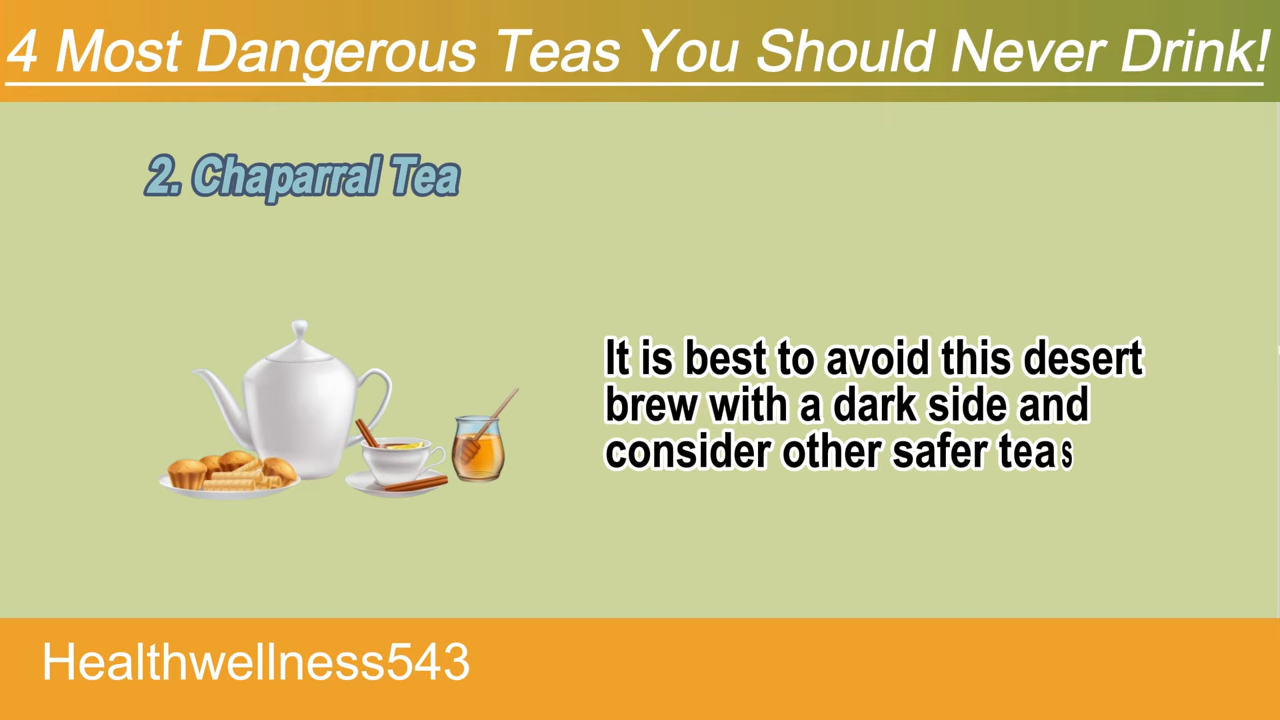 4 Most Dangerous Teas You Should Never Drink!
2. Chaparral Tea
It is best to avoid this desert
brew with a dark side and
consider other safer teas
Healthwellness543